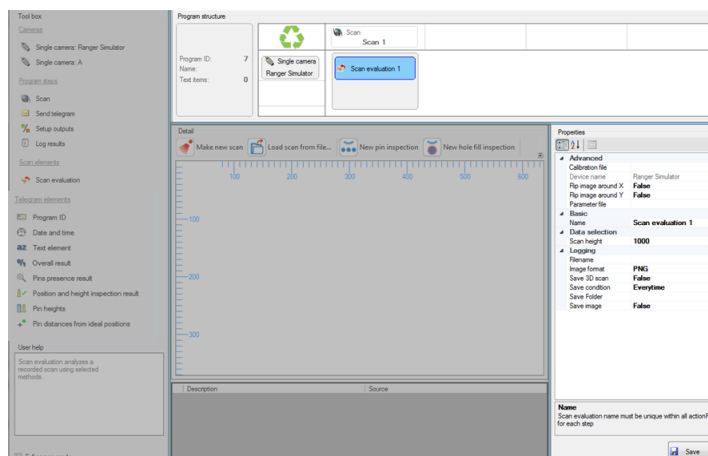 Tool box
Cameras
Single camera: Ranger Simulator
Single camera: A
Program steps
Scan
Send telegram
Setup outputs
Log results
Scan elements
Scan evaluation
Telegram elements
Program ID
Date and time
az Text element
Overall result
Pins presence result
Position and height inspection result
Pin heights
Pin distances from ideal positions
User help
Scan evaluation analyzes a
recorded scan using selected
methods.
Program structure
Program ID: 7
Name:
Text items: 0
Single camera
Ranger Simulator
Scan
Scan 1
Scan evaluation 1
Detail
Make new scan
Load scan from file...
New pin inspection
New hole fill inspection
100 200 300 400 500 600
100
200
300
Description Source
Properties
Advanced
Calibration file
Device name Ranger Simulator
Flip image around X False
Flip image around Y False
Parameter file
Basic
Name Scan evaluation 1
Data selection
Scan height 1000
Logging
Filename
Image format PNG
Save 3D scan False
Save condition Everytime
Save Folder
Save image False
Name
Scan evaluation name must be unique within all actionF
for each step
Save